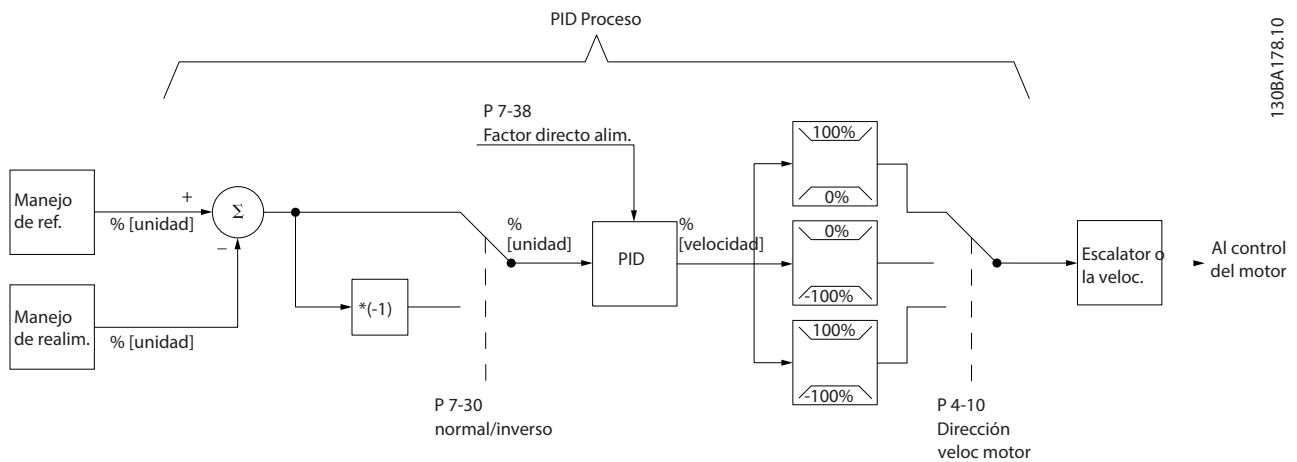 PID Proceso
130BA178.10
P 7-38
Factor directo alim.
100%
0%
Manejo
de ref.
+
% [unidad]
Σ
–
%
[unidad]
PID
%
[velocidad]
0%
-100%
Escalator o
la veloc.
Al control
del motor
*(-1)
Manejo
de realim.
% [unidad]
100%
-100%
P 7-30
normal/inverso
P 4-10
Dirección
veloc motor